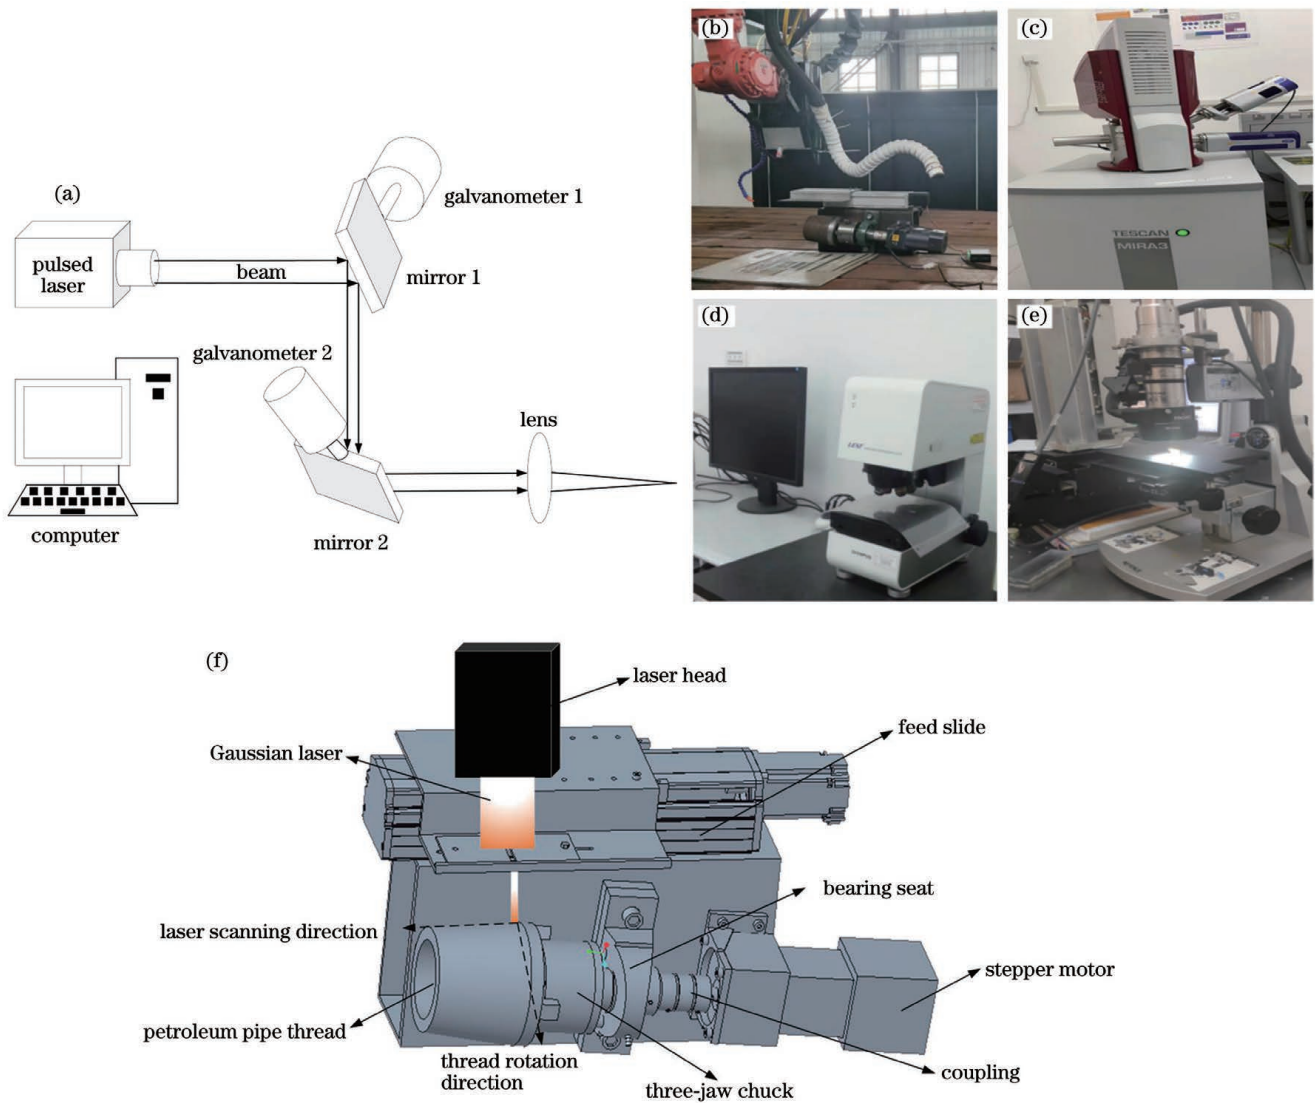 (a)
galvanometer 1
pulsed
laser
beam
mirror 1
galvanometer 2
lens
computer
mirror 2
(b)
(c)
TESCAN
MIRA3
(d)
(e)
(f)
laser head
Gaussian laser
feed slide
bearing seat
laser scanning direction
stepper motor
petroleum pipe thread
thread rotation
direction
three-jaw chuck
coupling